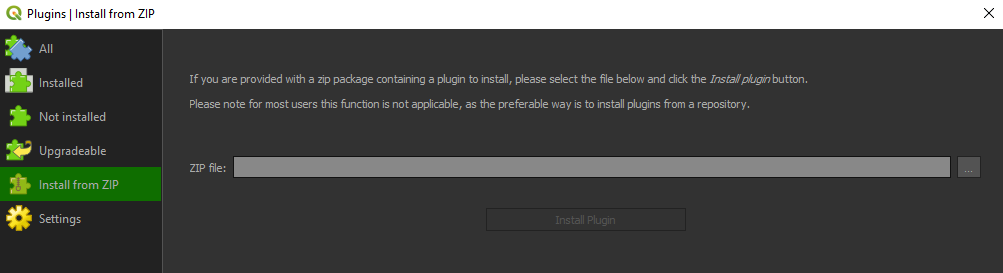 Plugins | Install from ZIP
All
Installed
Not installed
Upgradeable
Install from ZIP
Settings
If you are provided with a zip package containing a plugin to install, please select the file below and click the Install plugin button.
Please note for most users this function is not applicable, as the preferable way is to install plugins from a repository.
ZIP file:
...
Install Plugin